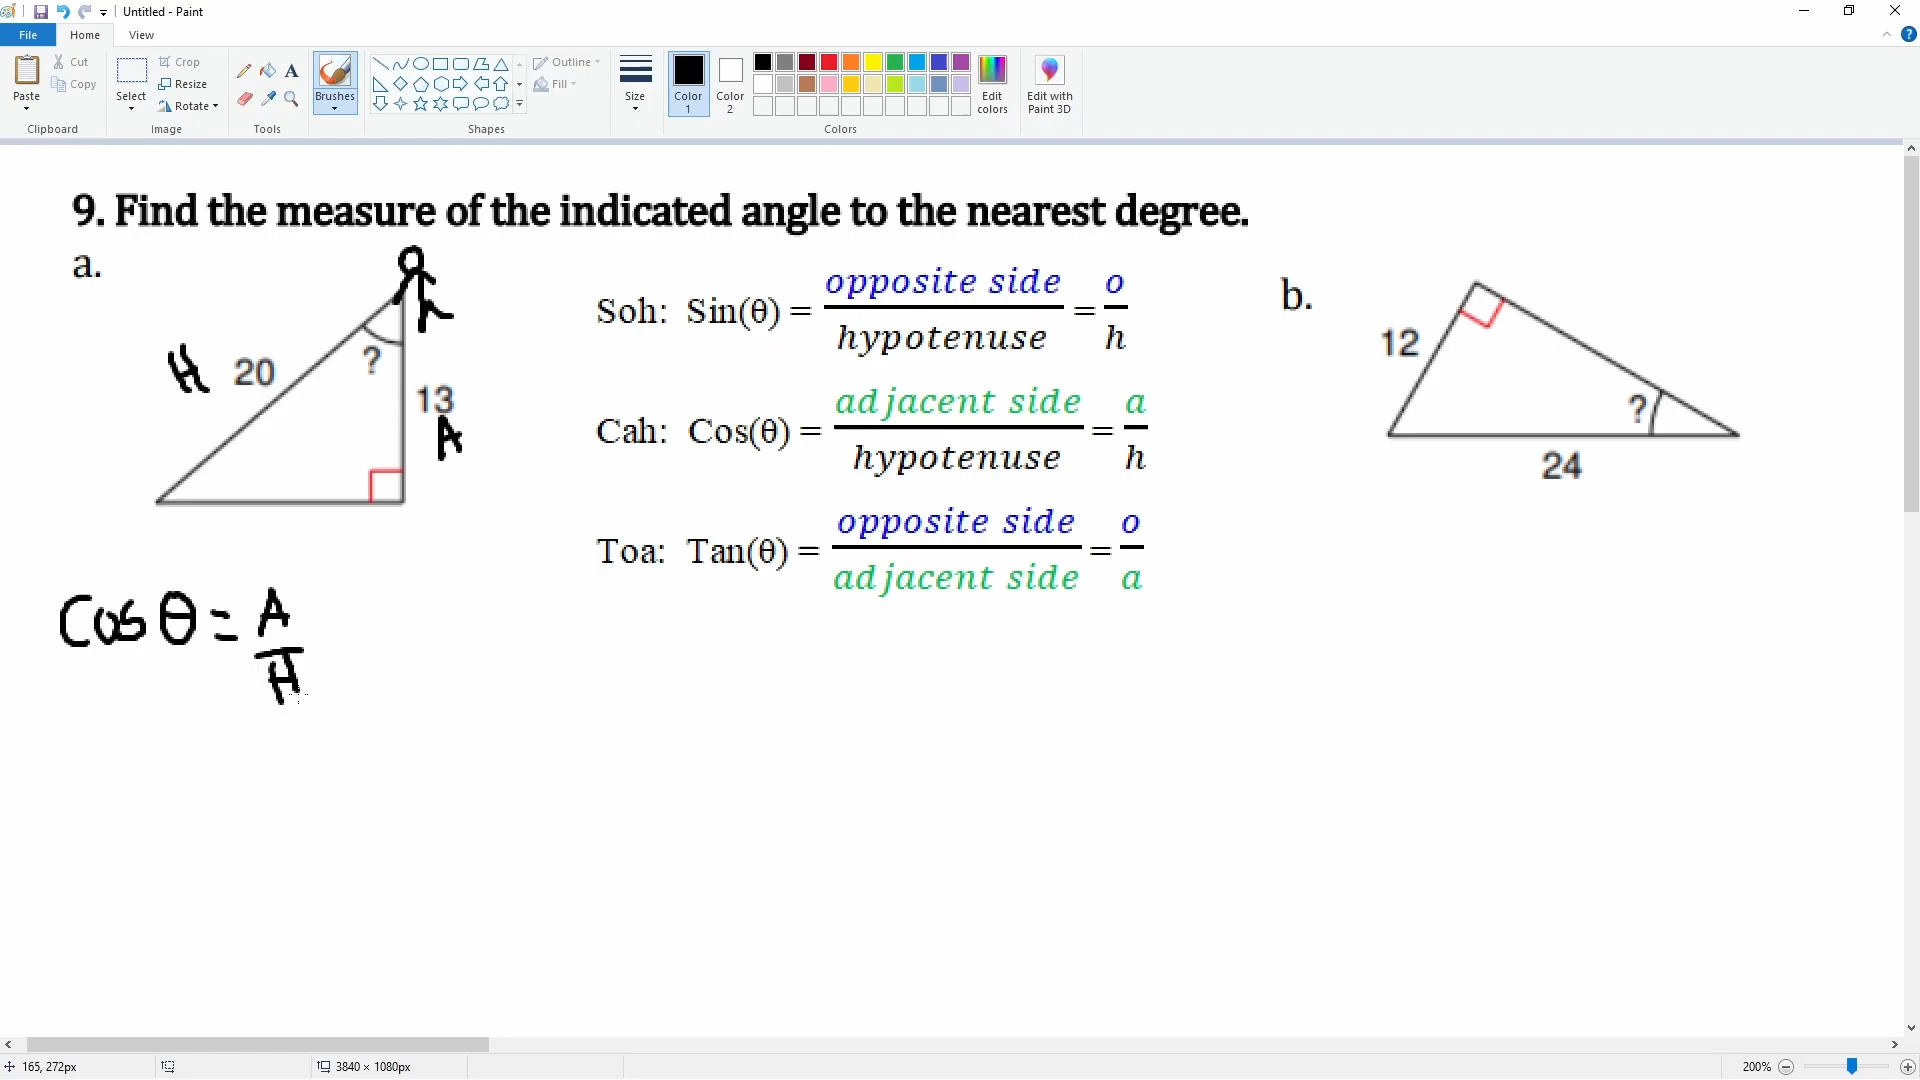 Untitled - Paint
File Home View
Paste
Cut
Copy
Clipboard
Select
Crop
Resize
Rotate
Image
A
Tools
Brushes
Shapes
Outline
Fill
Size
Color 1
Color 2
Colors
Edit colors
Edit with Paint 3D
?
9. Find the measure of the indicated angle to the nearest degree.
a.
H
20
?
13
A
Soh: Sin(θ) = opposite side / hypotenuse = o / h
Cah: Cos(θ) = adjacent side / hypotenuse = a / h
Toa: Tan(θ) = opposite side / adjacent side = o / a
b.
12
?
24
Cos θ = A / H
165, 272px
3840 × 1080px
200%